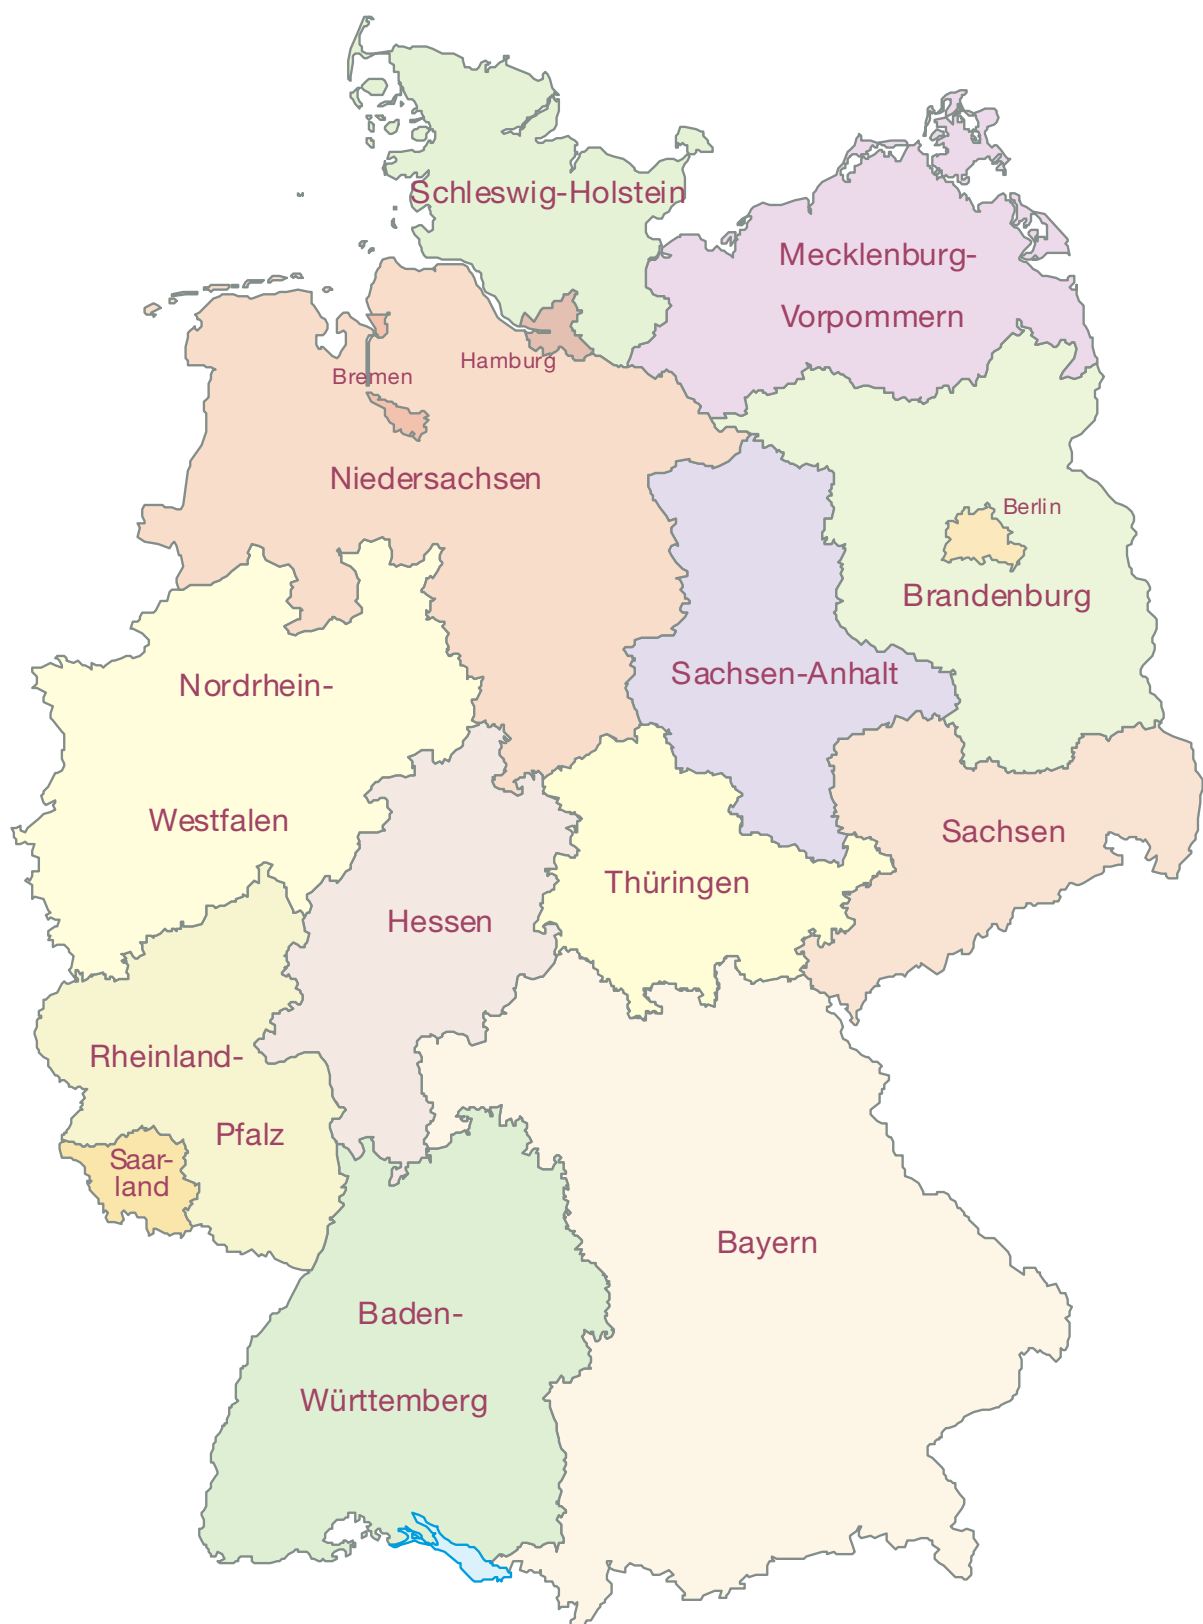 Schleswig-Holstein
Mecklenburg-
Vorpommern
Hamburg
Bremen
Niedersachsen
Berlin
Brandenburg
Sachsen-Anhalt
Nordrhein-
Westfalen
Sachsen
Thüringen
Hessen
Rheinland-
Pfalz
Saar-
land
Bayern
Baden-
Württemberg